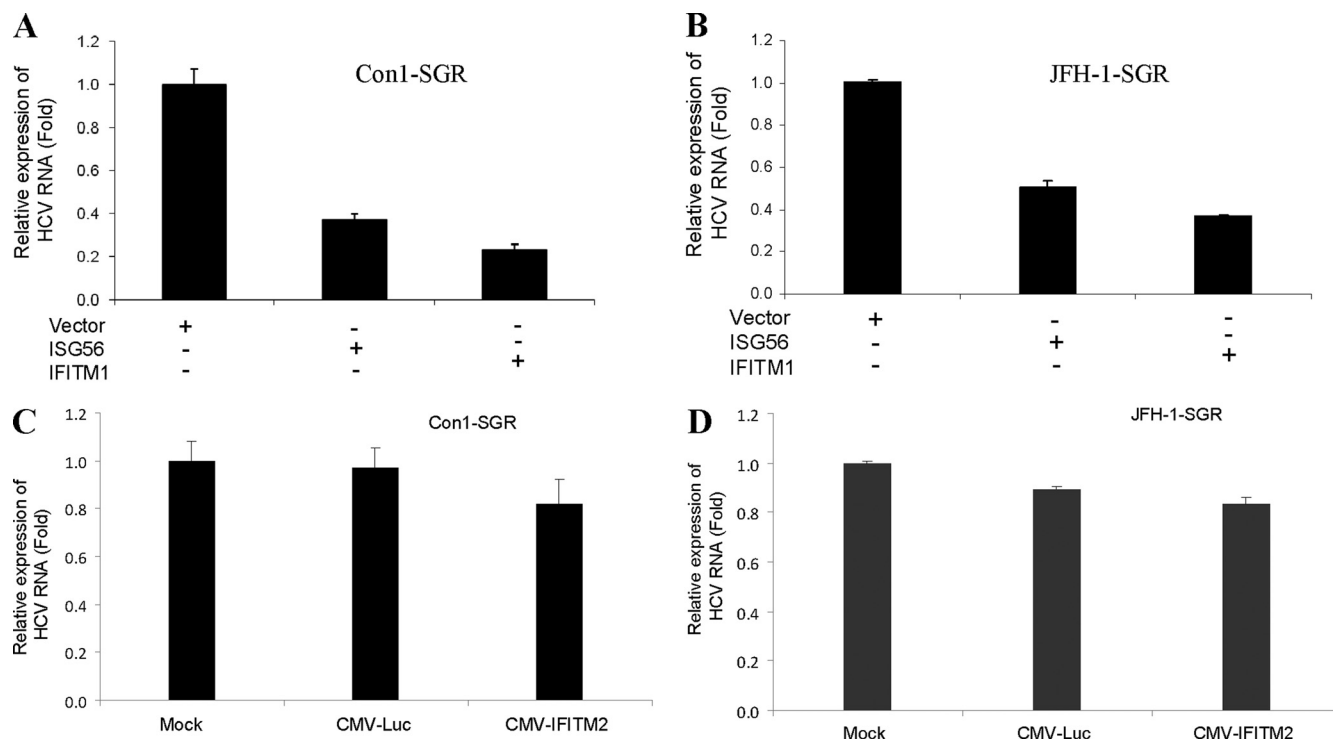 A
Relative expression of
HCV RNA (Fold)
Con1-SGR
1.2
1.0
0.8
0.6
0.4
0.2
0.0
Vector + - -
ISG56 - + -
IFITM1 - - +
B
Relative expression of
HCV RNA (Fold)
JFH-1-SGR
1.2
1.0
0.8
0.6
0.4
0.2
0.0
Vector + - -
ISG56 - + -
IFITM1 - - +
C
Relative expression of
HCV RNA (Fold)
Con1-SGR
1.2
1.0
0.8
0.6
0.4
0.2
0.0
Mock CMV-Luc CMV-IFITM2
D
Relative expression of
HCV RNA (Fold)
JFH-1-SGR
1.2
1.0
0.8
0.6
0.4
0.2
0.0
Mock CMV-Luc CMV-IFITM2